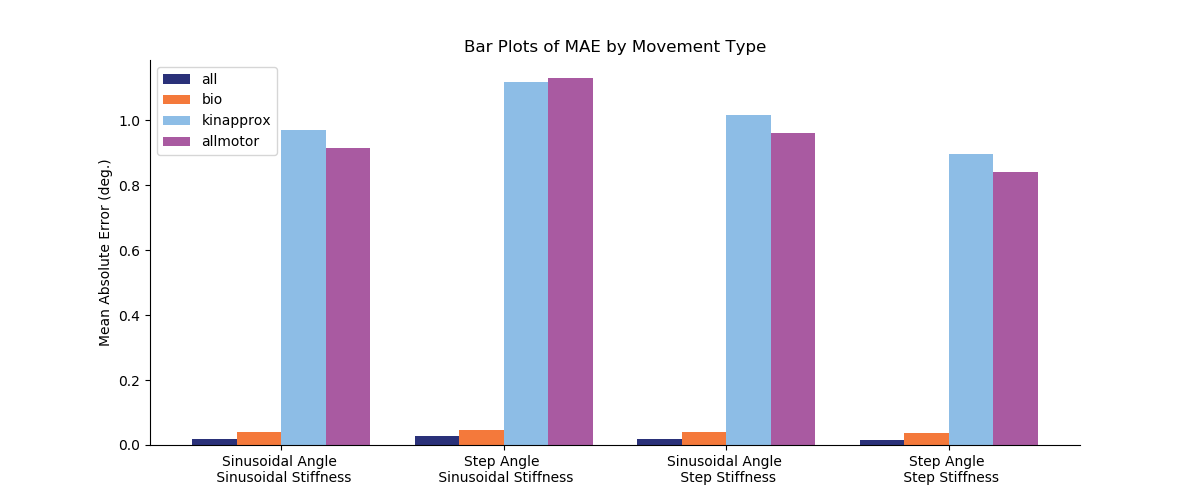 Bar Plots of MAE by Movement Type
all
bio
kinapprox
allmotor
Mean Absolute Error (deg.)
1.0
0.8
0.6
0.4
0.2
0.0
Sinusoidal Angle
Sinusoidal Stiffness
Step Angle
Sinusoidal Stiffness
Sinusoidal Angle
Step Stiffness
Step Angle
Step Stiffness